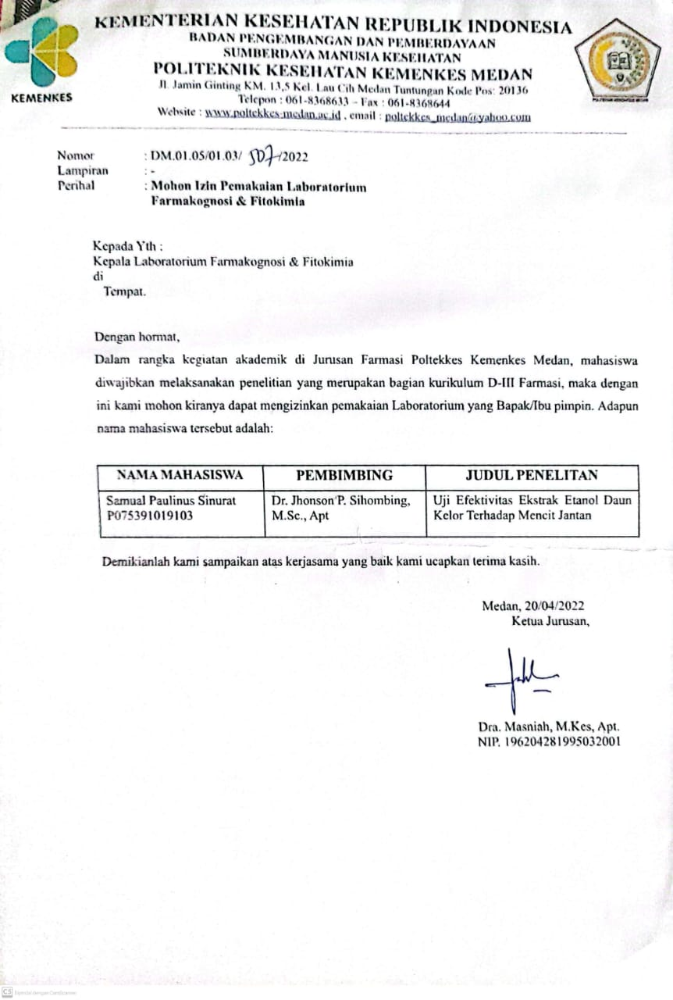 KEMENTERIAN KESEHATAN REPUBLIK INDONESIA
BADAN PENGEMBANGAN DAN PEMBERDAYAAN
SUMBERDAYA MANUSIA KESEHATAN
POLITEKNIK KESEHATAN KEMENKES MEDAN
Jl. Jamin Ginting KM. 13,5 Kel. Lau Cih Medan Tuntungan Kode Pos: 20136
Telepon : 061-8368633 – Fax : 061-8368644
Website : www.poltekkes-medan.ac.id , email : poltekkes_medan@yahoo.com
KEMENKES
Nomor : DM.01.05/01.03/ 507/2022
Lampiran : -
Perihal : Mohon Izin Pemakaian Laboratorium
Farmakognosi & Fitokimia
Kepada Yth :
Kepala Laboratorium Farmakognosi & Fitokimia
di
Tempat.
Dengan hormat,
Dalam rangka kegiatan akademik di Jurusan Farmasi Poltekkes Kemenkes Medan, mahasiswa
diwajibkan melaksanakan penelitian yang merupakan bagian kurikulum D-III Farmasi, maka dengan
ini kami mohon kiranya dapat mengizinkan pemakaian Laboratorium yang Bapak/Ibu pimpin. Adapun
nama mahasiswa tersebut adalah:
NAMA MAHASISWA PEMBIMBING JUDUL PENELITAN
Samual Paulinus Sinurat Dr. Jhonson P. Sihombing, Uji Efektivitas Ekstrak Etanol Daun
P075391019103 M.Sc., Apt Kelor Terhadap Mencit Jantan
Demikianlah kami sampaikan atas kerjasama yang baik kami ucapkan terima kasih.
Medan, 20/04/2022
Ketua Jurusan,
Dra. Masniah, M.Kes, Apt.
NIP. 196204281995032001
CS Dipindai dengan CamScanner